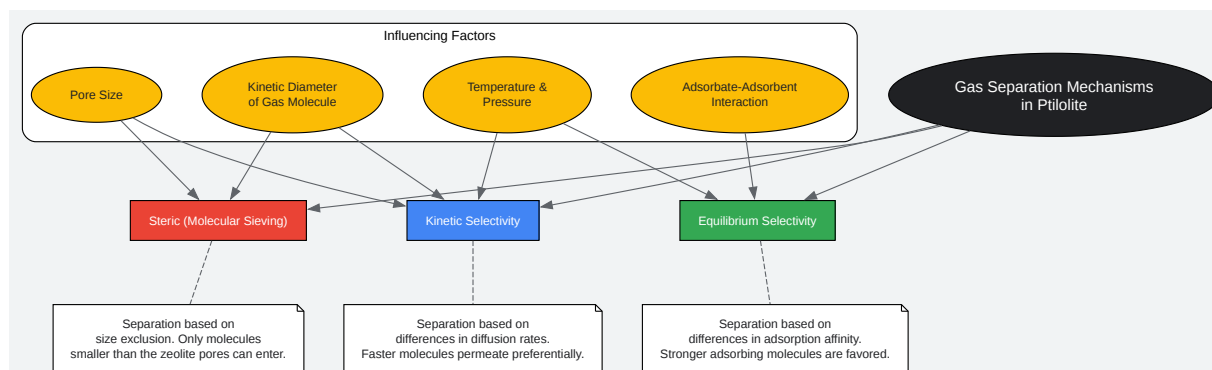 Influencing Factors
Pore Size
Kinetic Diameter
of Gas Molecule
Temperature &
Pressure
Adsorbate-Adsorbent
Interaction
Gas Separation Mechanisms
in Ptilolite
Steric (Molecular Sieving)
Kinetic Selectivity
Equilibrium Selectivity
Separation based on
size exclusion. Only molecules
smaller than the zeolite pores can enter.
Separation based on
differences in diffusion rates.
Faster molecules permeate preferentially.
Separation based on
differences in adsorption affinity.
Stronger adsorbing molecules are favored.